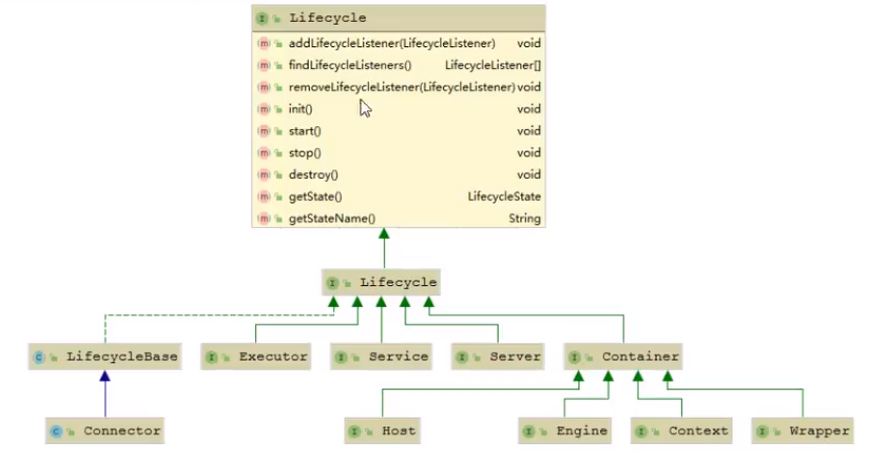 Lifecycle
addLifecycleListener(LifecycleListener) void
findLifecycleListeners() LifecycleListener[]
removeLifecycleListener(LifecycleListener) void
init() void
start() void
stop() void
destroy() void
getState() LifecycleState
getStateName() String
Lifecycle
LifecycleBase Executor Service Server Container
Connector Host Engine Context Wrapper